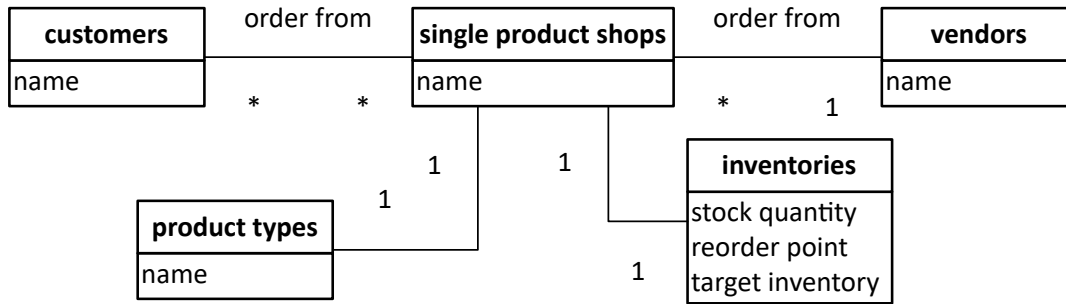 order from
order from
customers
name
single product shops
name
vendors
name
*
*
*
1
1
1
1
1
product types
name
inventories
stock quantity
reorder point
target inventory